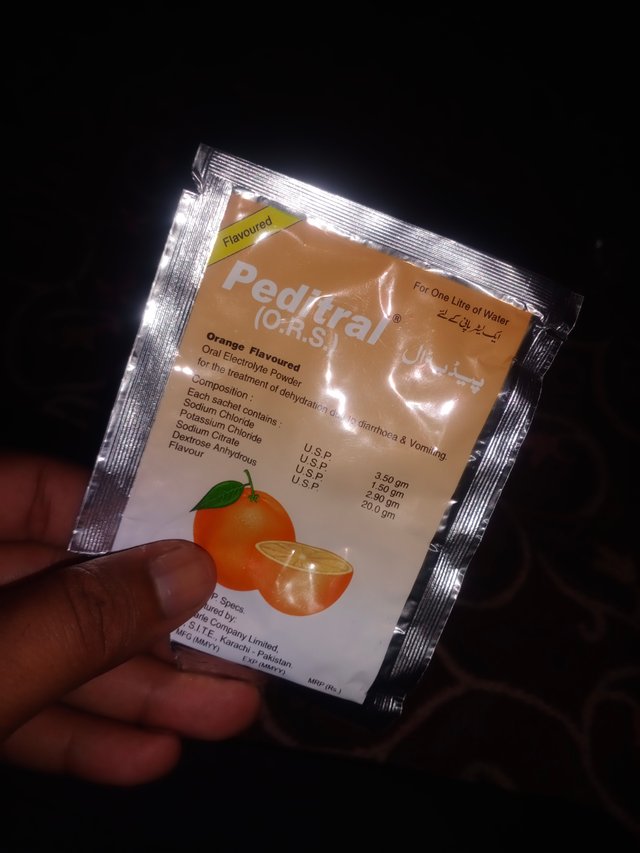 Flavoured
For One Litre of Water
ایک لیٹر پانی کے لئے
Peditral®
(O.R.S.)
پیڈیٹرال
Orange Flavoured
Oral Electrolyte Powder
for the treatment of dehydration due to diarrhoea & Vomiting.
Composition :
Each sachet contains :
Sodium Chloride U.S.P. 3.50 gm
Potassium Chloride U.S.P. 1.50 gm
Sodium Citrate U.S.P. 2.90 gm
Dextrose Anhydrous U.S.P. 20.0 gm
Flavour
Specs.
by:
Company Limited,
S.I.T.E., Karachi - Pakistan.
MFG (MMYY) EXP (MMYY) MRP (Rs.)